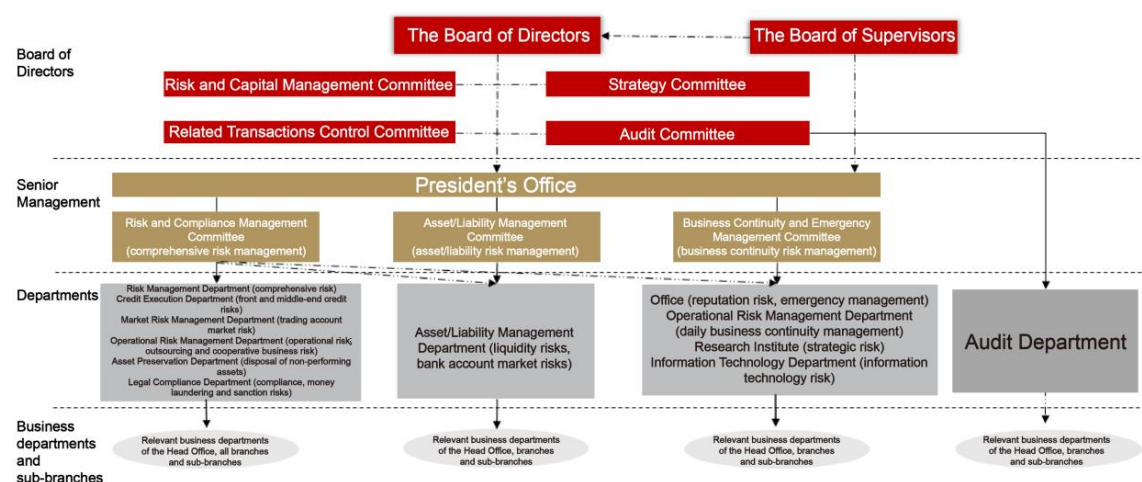 Board of
Directors
The Board of Directors
The Board of Supervisors
Risk and Capital Management Committee
Strategy Committee
Related Transactions Control Committee
Audit Committee
Senior
Management
President's Office
Risk and Compliance Management
Committee
(comprehensive risk management)
Asset/Liability Management
Committee
(asset/liability risk management)
Business Continuity and Emergency
Management Committee
(business continuity risk management)
Departments
Risk Management Department (comprehensive risk)
Credit Execution Department (front and middle-end credit
risks)
Market Risk Management Department (trading account
market risk)
Operational Risk Management Department (operational risk;
outsourcing and cooperative business risk)
Asset Preservation Department (disposal of non-performing
assets)
Legal Compliance Department (compliance, money
laundering and sanction risks)
Asset/Liability Management
Department (liquidity risks,
bank account market risks)
Office (reputation risk, emergency management)
Operational Risk Management Department
(daily business continuity management)
Research Institute (strategic risk)
Information Technology Department (information
technology risk)
Audit Department
Business
departments
and
sub-branches
Relevant business departments
of the Head Office, all branches
and sub-branches
Relevant business departments
of the Head Office, branches
and sub-branches
Relevant business departments
of the Head Office, branches
and sub-branches
Relevant business departments
of the Head Office, branches
and sub-branches